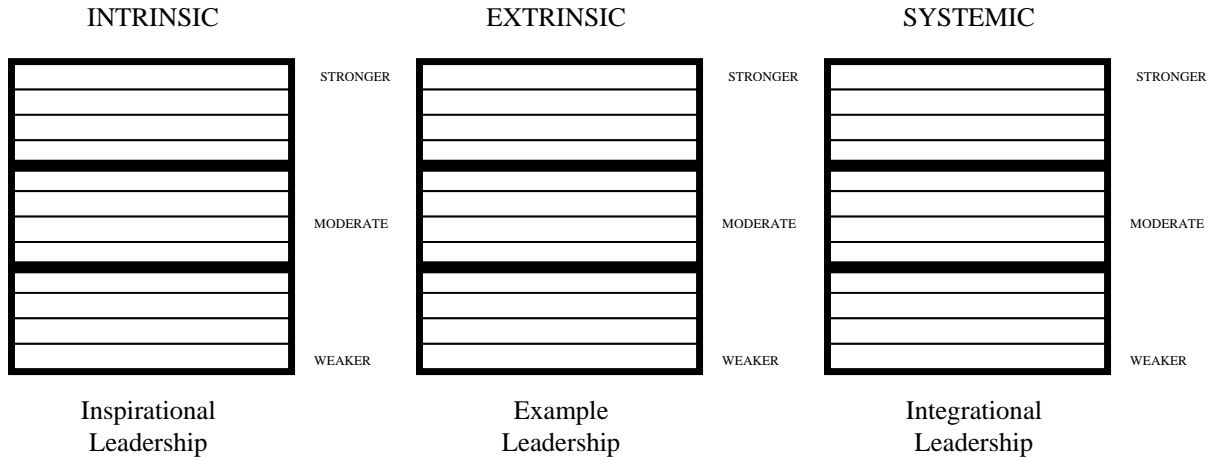 INTRINSIC EXTRINSIC SYSTEMIC
STRONGER STRONGER STRONGER
MODERATE MODERATE MODERATE
WEAKER WEAKER WEAKER
Inspirational Example Integrational
Leadership Leadership Leadership